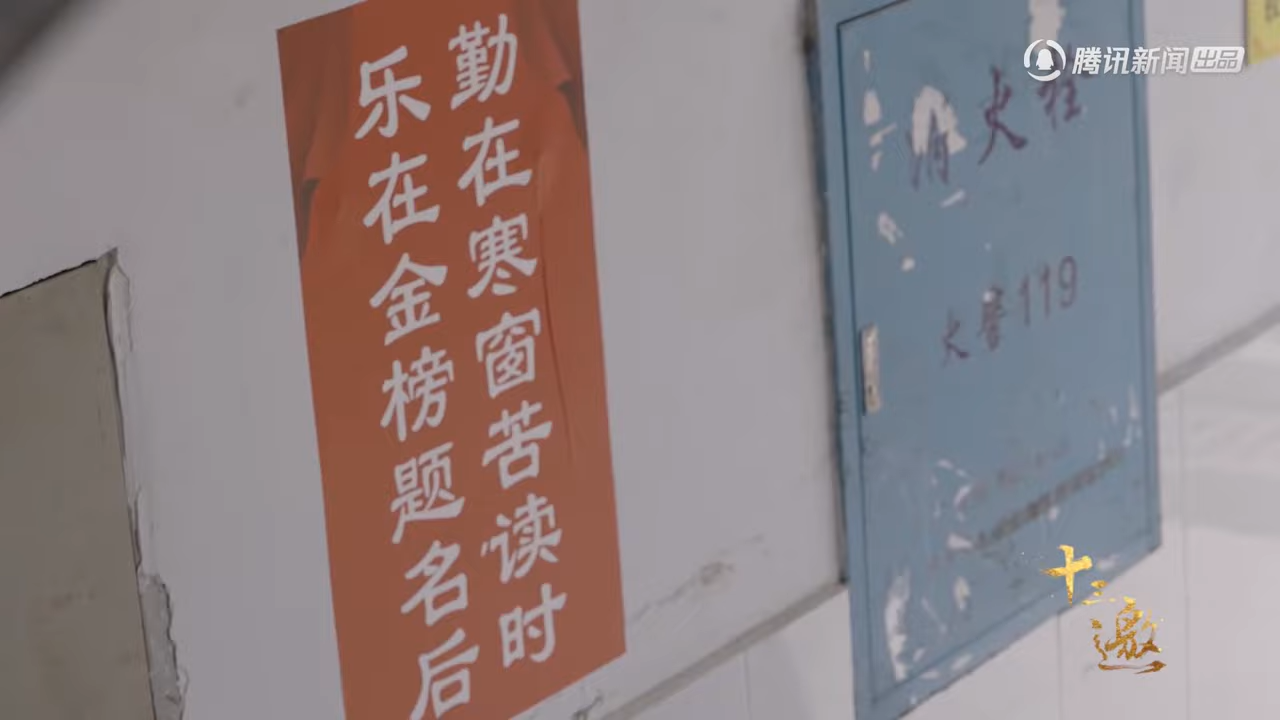 勤在寒窗苦读时
乐在金榜题名后
消火栓
火警119
腾讯新闻出品
十三邀